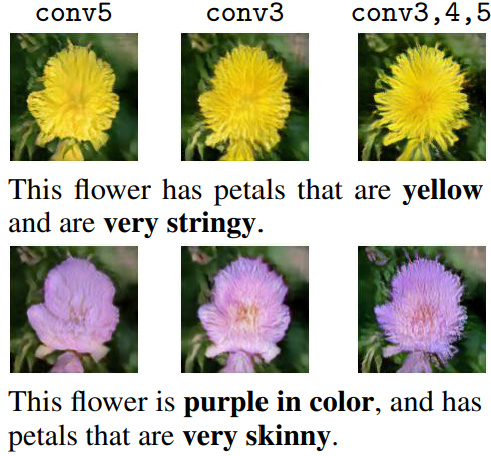 conv5 conv3 conv3,4,5
This flower has petals that are yellow
and are very stringy.
This flower is purple in color, and has
petals that are very skinny.